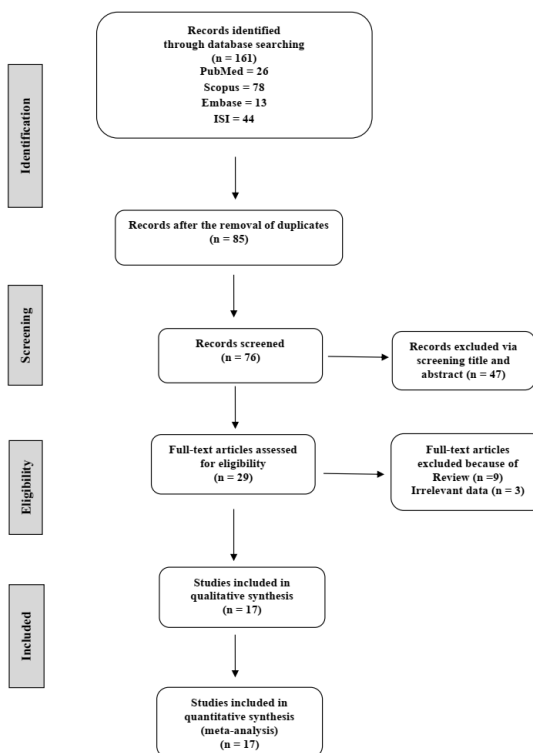 Records identified
through database searching
(n = 161)
PubMed = 26
Scopus = 78
Embase = 13
ISI = 44
Identification
Records after the removal of duplicates
(n = 85)
Screening
Records screened
(n = 76)
Records excluded via
screening title and
abstract (n = 47)
Eligibility
Full-text articles assessed
for eligibility
(n = 29)
Full-text articles
excluded because of
Review (n =9)
Irrelevant data (n = 3)
Included
Studies included in
qualitative synthesis
(n = 17)
Studies included in
quantitative synthesis
(meta-analysis)
(n = 17)